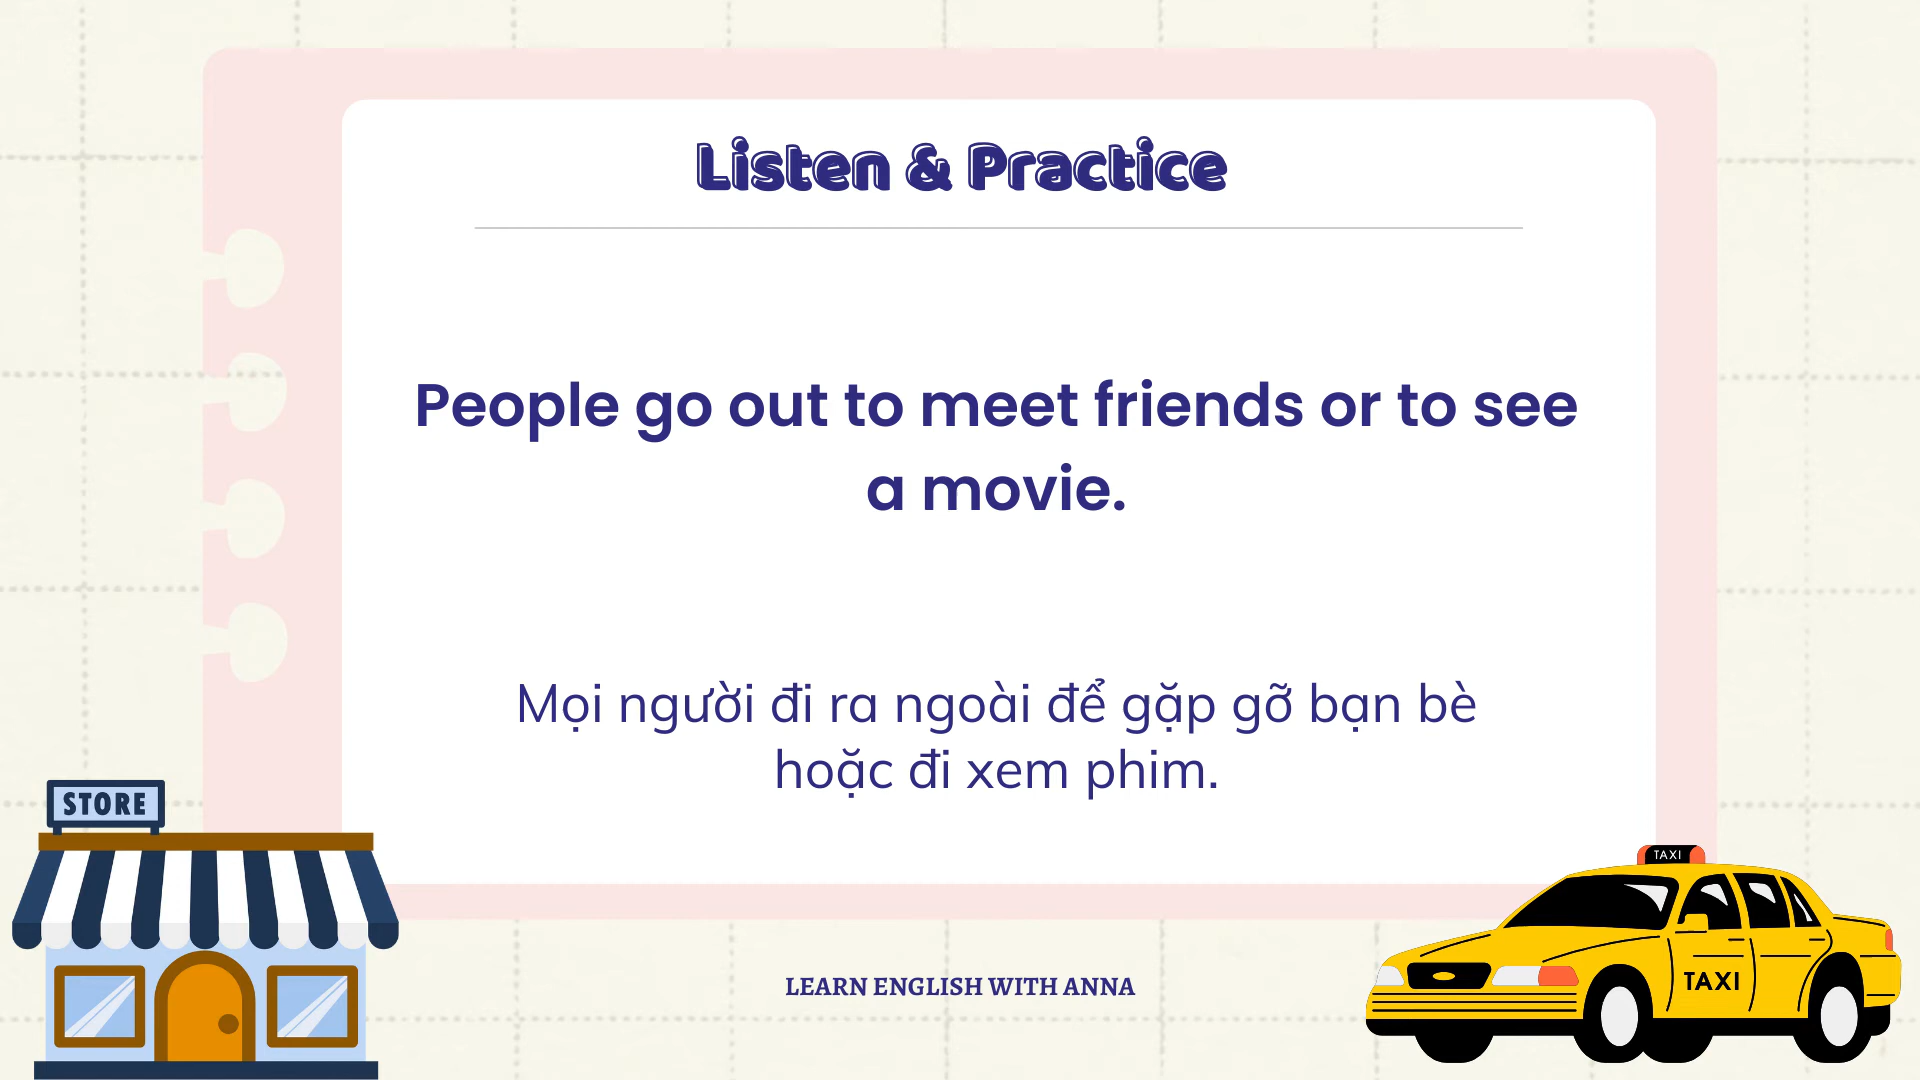 Listen & Practice
People go out to meet friends or to see
a movie.
Mọi người đi ra ngoài để gặp gỡ bạn bè
hoặc đi xem phim.
STORE
TAXI
TAXI
LEARN ENGLISH WITH ANNA